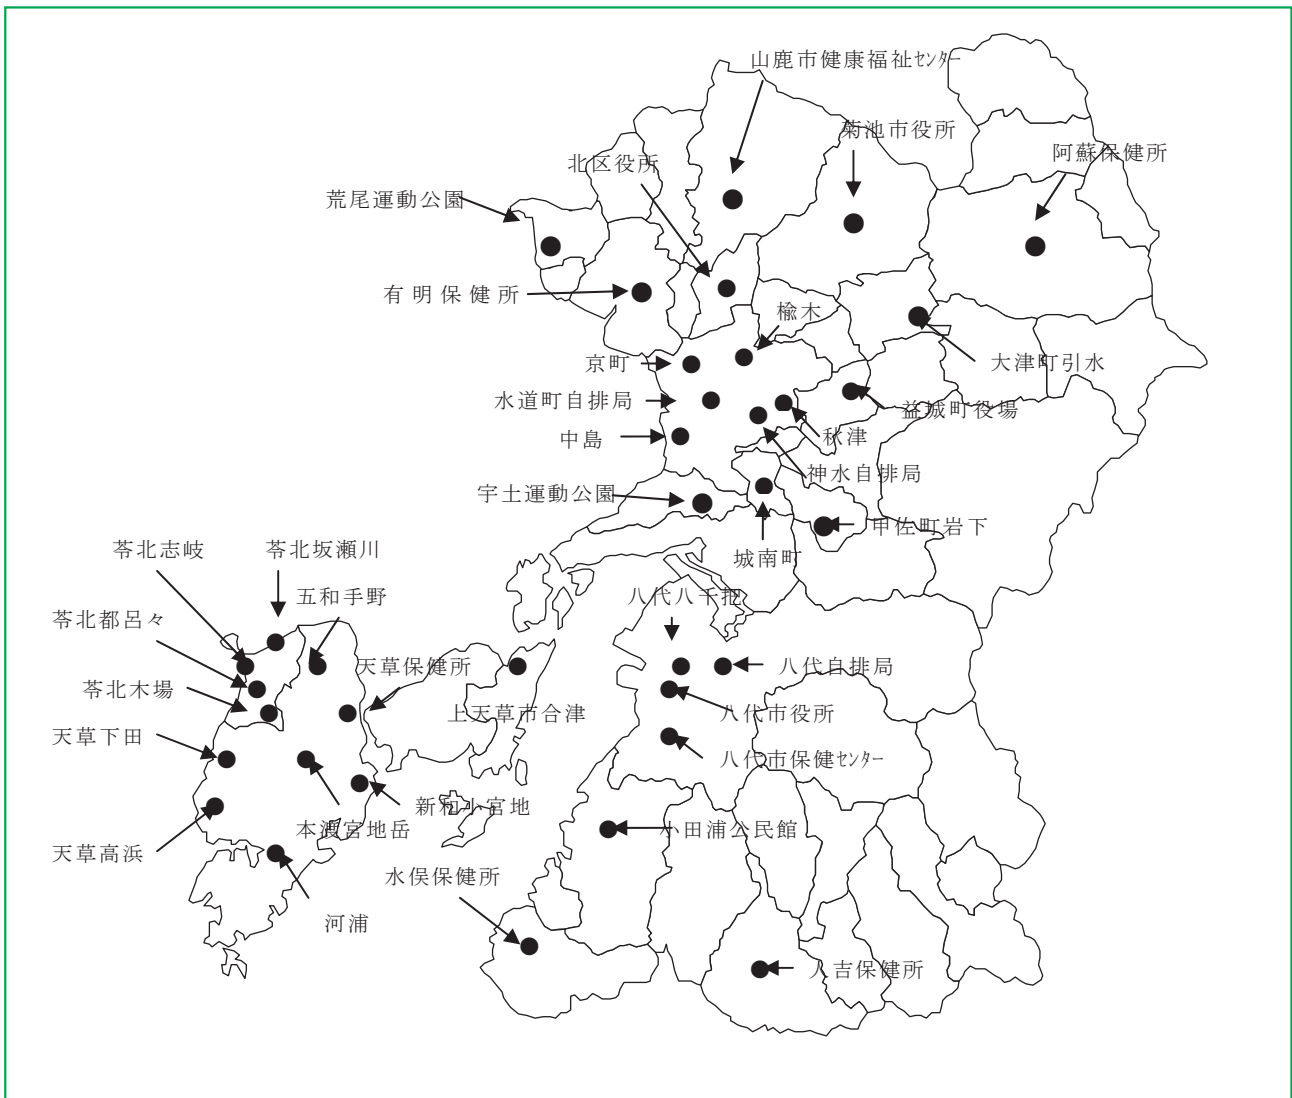 山鹿市健康福祉ｾﾝﾀｰ
菊池市役所
阿蘇保健所
北区役所
荒尾運動公園
有明保健所
楡木
京町
大津町引水
水道町自排局
益城町役場
中島
秋津
神水自排局
宇土運動公園
甲佐町岩下
城南町
苓北志岐
苓北坂瀬川
五和手野
八代八千把
苓北都呂々
天草保健所
八代自排局
苓北木場
上天草市合津
八代市役所
天草下田
八代市保健ｾﾝﾀｰ
新和小宮地
本渡宮地岳
小田浦公民館
天草高浜
水俣保健所
河浦
人吉保健所